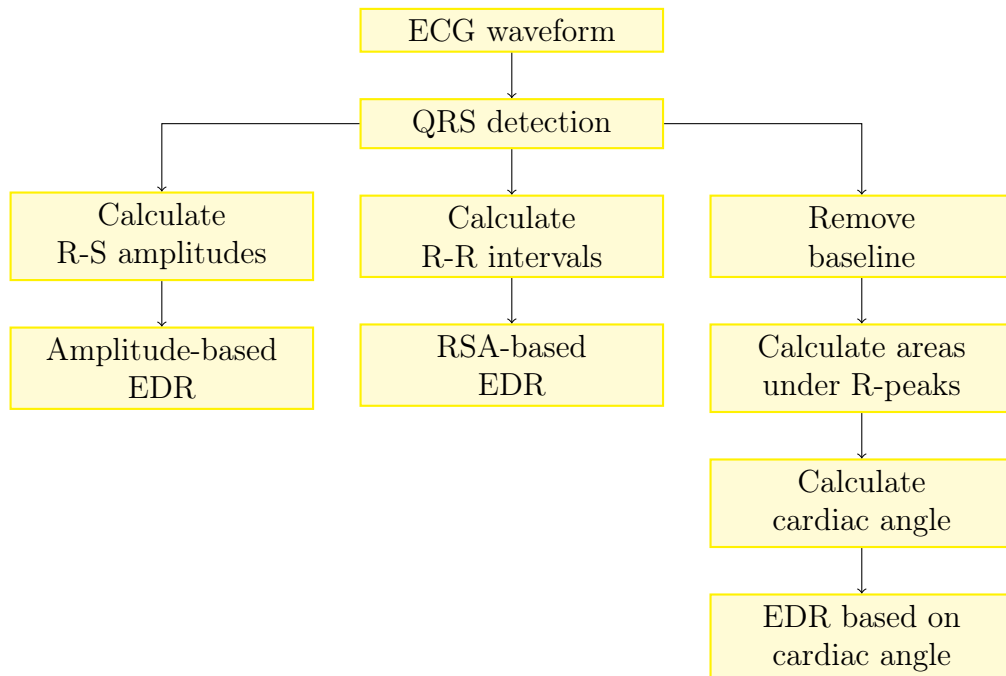 ECG waveform
QRS detection
Calculate
R-S amplitudes
Calculate
R-R intervals
Remove
baseline
Amplitude-based
EDR
RSA-based
EDR
Calculate areas
under R-peaks
Calculate
cardiac angle
EDR based on
cardiac angle